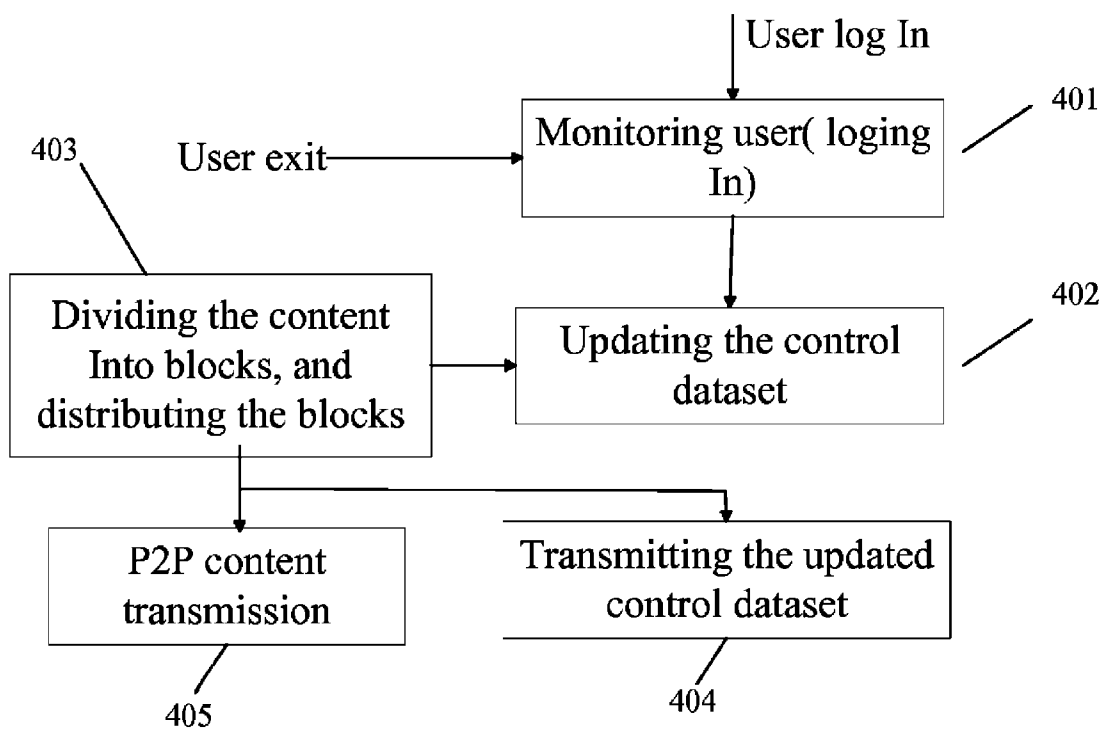 User log In
401
Monitoring user( loging
In)
User exit
403
Dividing the content
Into blocks, and
distributing the blocks
402
Updating the control
dataset
P2P content
transmission
Transmitting the updated
control dataset
405
404